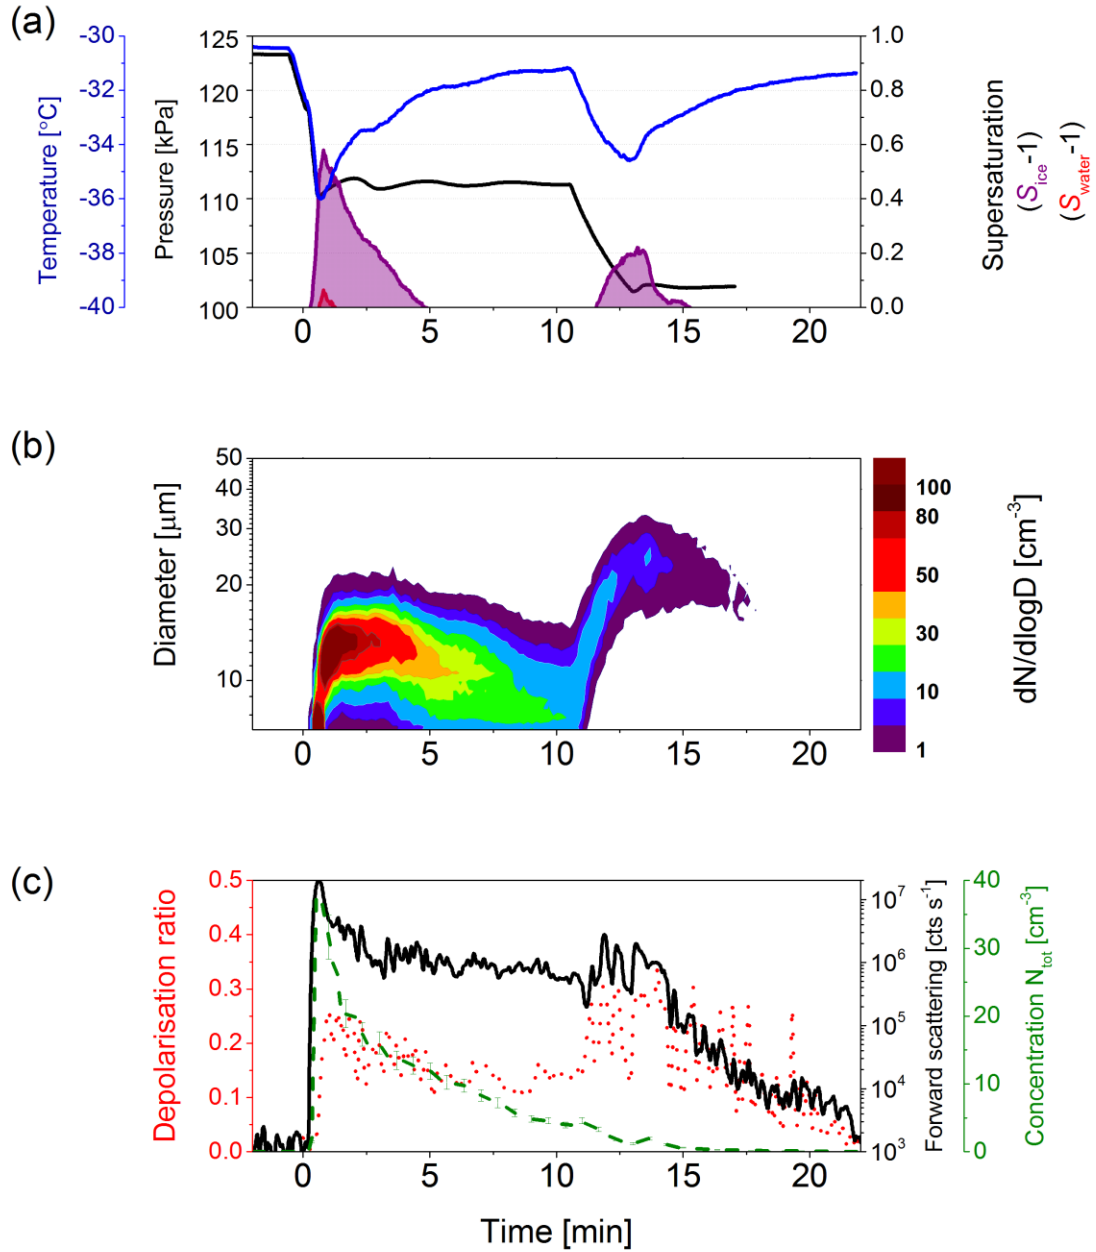 (a)
Temperature [°C]
-30
-32
-34
-36
-38
-40
Pressure [kPa]
125
120
115
110
105
100
0 5 10 15 20
1.0
0.8
0.6
0.4
0.2
0.0
Supersaturation
(Sice-1)
(Swater-1)
(b)
Diameter [µm]
50
40
30
20
10
0 5 10 15 20
100
80
50
30
10
1
dN/dlogD [cm-3]
(c)
Depolarisation ratio
0.5
0.4
0.3
0.2
0.1
0.0
0 5 10 15 20
10⁷
10⁶
10⁵
10⁴
10³
Forward scattering [cts s-1]
40
30
20
10
0
Concentration Ntot [cm-3]
Time [min]